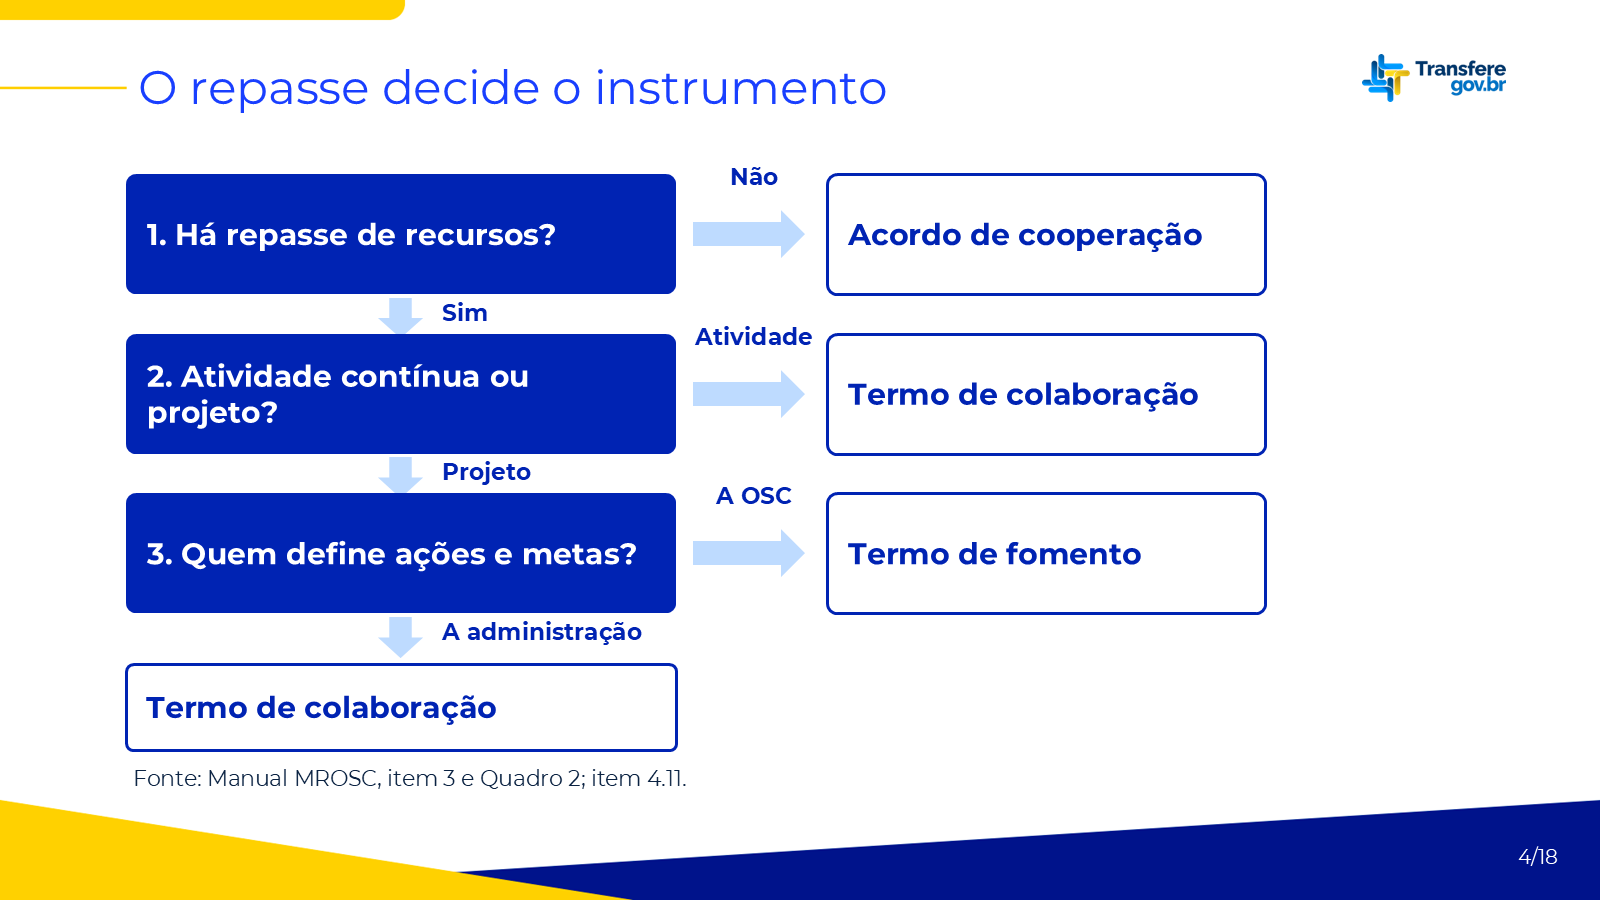 O repasse decide o instrumento
Transfere
gov.br
Não
1. Há repasse de recursos?
Acordo de cooperação
Sim
Atividade
2. Atividade contínua ou
projeto?
Termo de colaboração
Projeto
A OSC
3. Quem define ações e metas?
Termo de fomento
A administração
Termo de colaboração
Fonte: Manual MROSC, item 3 e Quadro 2; item 4.11.
4/18